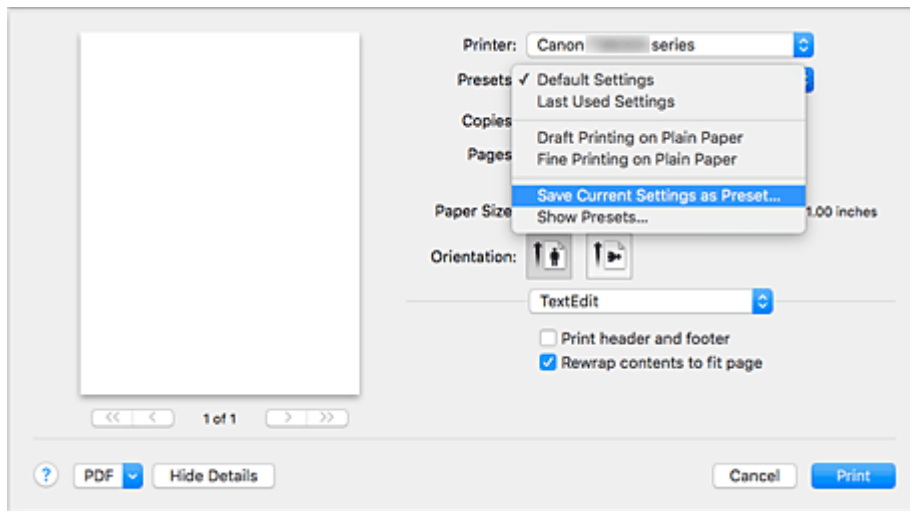 Printer: Canon series
Presets ✓ Default Settings
Last Used Settings
Copies
Draft Printing on Plain Paper
Pages
Fine Printing on Plain Paper
Save Current Settings as Preset...
Paper Size 1.00 inches
Show Presets...
Orientation:
TextEdit
Print header and footer
Rewrap contents to fit page
<< < 1 of 1 > >>
? PDF Hide Details Cancel Print